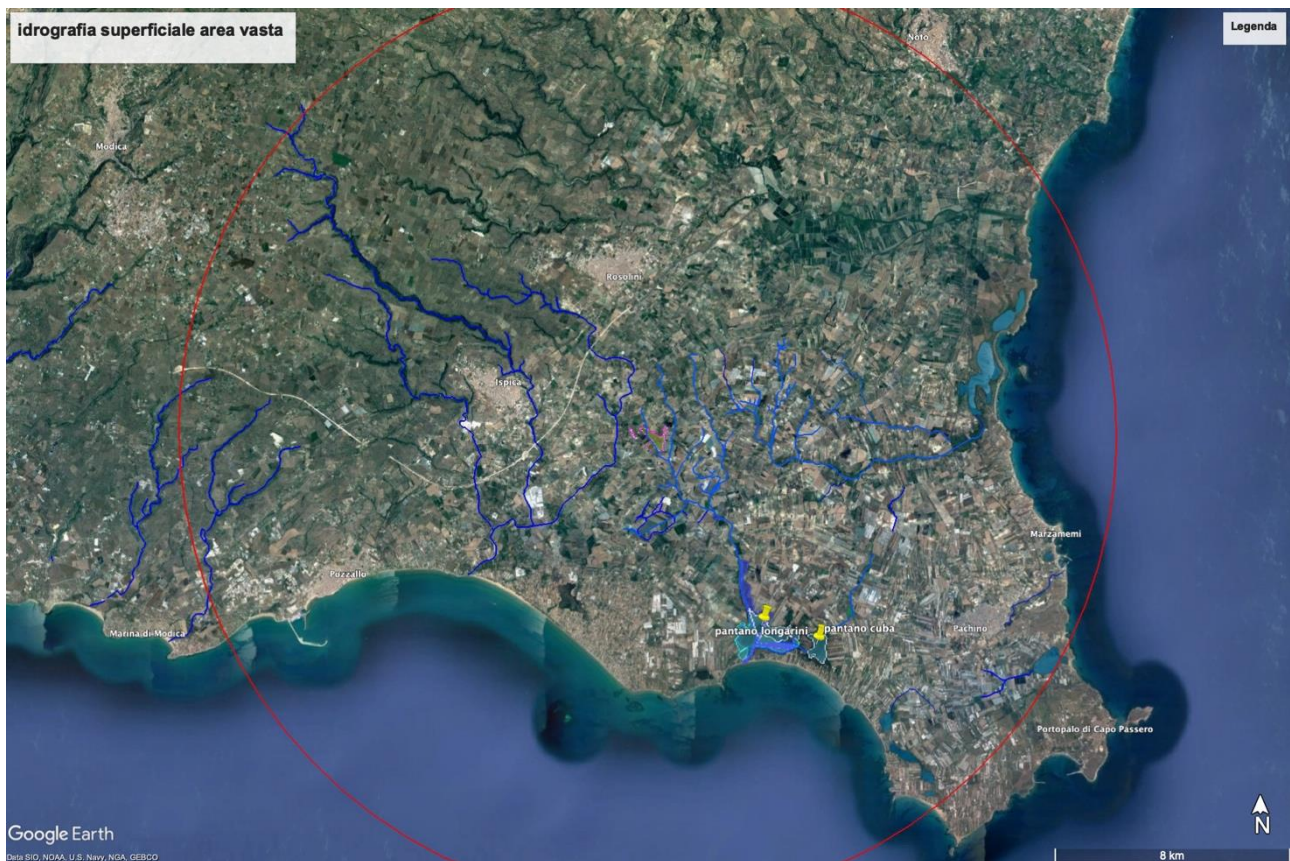 idrografia superficiale area vasta
Legenda
Noto
Modica
Rosolini
Ispica
Marzamemi
Pozzallo
Marina di Modica
pantano longarini
pantano cuba
Pachino
Portopalo di Capo Passero
N
Google Earth
Data SIO, NOAA, U.S. Navy, NGA, GEBCO
8 km